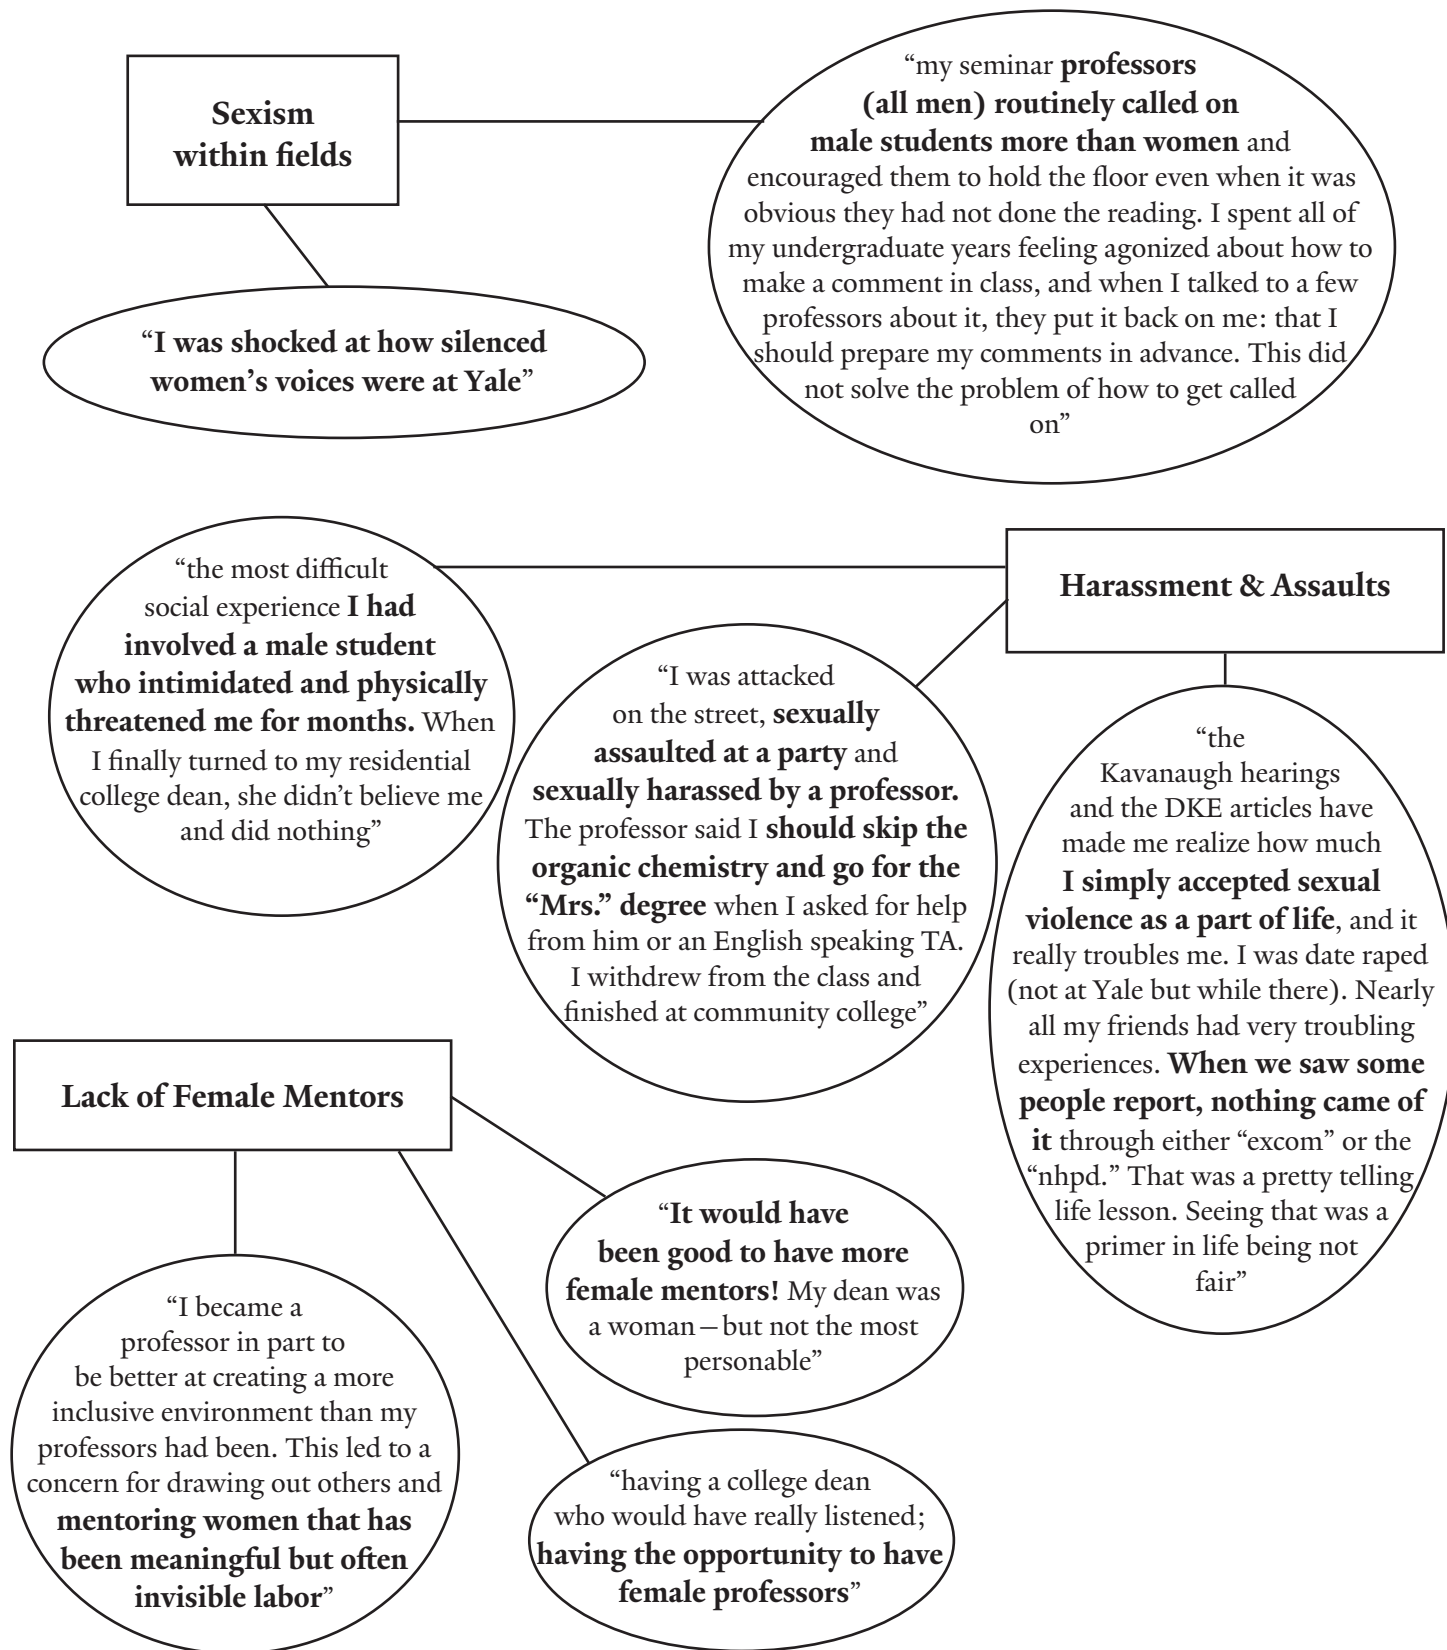 Sexism
within fields
“my seminar professors
(all men) routinely called on
male students more than women and
encouraged them to hold the floor even when it was
obvious they had not done the reading. I spent all of
my undergraduate years feeling agonized about how to
make a comment in class, and when I talked to a few
professors about it, they put it back on me: that I
should prepare my comments in advance. This did
not solve the problem of how to get called
on”
“I was shocked at how silenced
women’s voices were at Yale”
Harassment & Assaults
“the most difficult
social experience I had
involved a male student
who intimidated and physically
threatened me for months. When
I finally turned to my residential
college dean, she didn’t believe me
and did nothing”
“I was attacked
on the street, sexually
assaulted at a party and
sexually harassed by a professor.
The professor said I should skip the
organic chemistry and go for the
“Mrs.” degree when I asked for help
from him or an English speaking TA.
I withdrew from the class and
finished at community college”
“the
Kavanaugh hearings
and the DKE articles have
made me realize how much
I simply accepted sexual
violence as a part of life, and it
really troubles me. I was date raped
(not at Yale but while there). Nearly
all my friends had very troubling
experiences. When we saw some
people report, nothing came of
it through either “excom” or the
“nhpd.” That was a pretty telling
life lesson. Seeing that was a
primer in life being not
fair”
Lack of Female Mentors
“It would have
been good to have more
female mentors! My dean was
a woman – but not the most
personable”
“I became a
professor in part to
be better at creating a more
inclusive environment than my
professors had been. This led to a
concern for drawing out others and
mentoring women that has
been meaningful but often
invisible labor”
“having a college dean
who would have really listened;
having the opportunity to have
female professors”